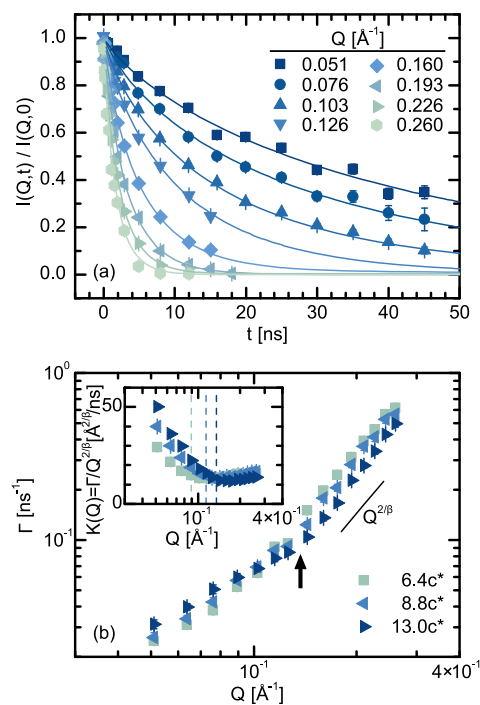 1.0
0.8
0.6
0.4
0.2
0.0
I(Q,t) / I(Q,0)
Q [Å⁻¹]
0.051 0.160
0.076 0.193
0.103 0.226
0.126 0.260
(a)
0 10 20 30 40 50
t [ns]
10⁰
10⁻¹
Γ [ns⁻¹]
50
0
K(Q)=Γ/Q²ᐟᵝ[Å²ᐟᵝ/ns]
10⁻¹ 4×10⁻¹
Q [Å⁻¹]
Q²ᐟᵝ
6.4c*
8.8c*
13.0c*
(b)
10⁻¹ 4×10⁻¹
Q [Å⁻¹]